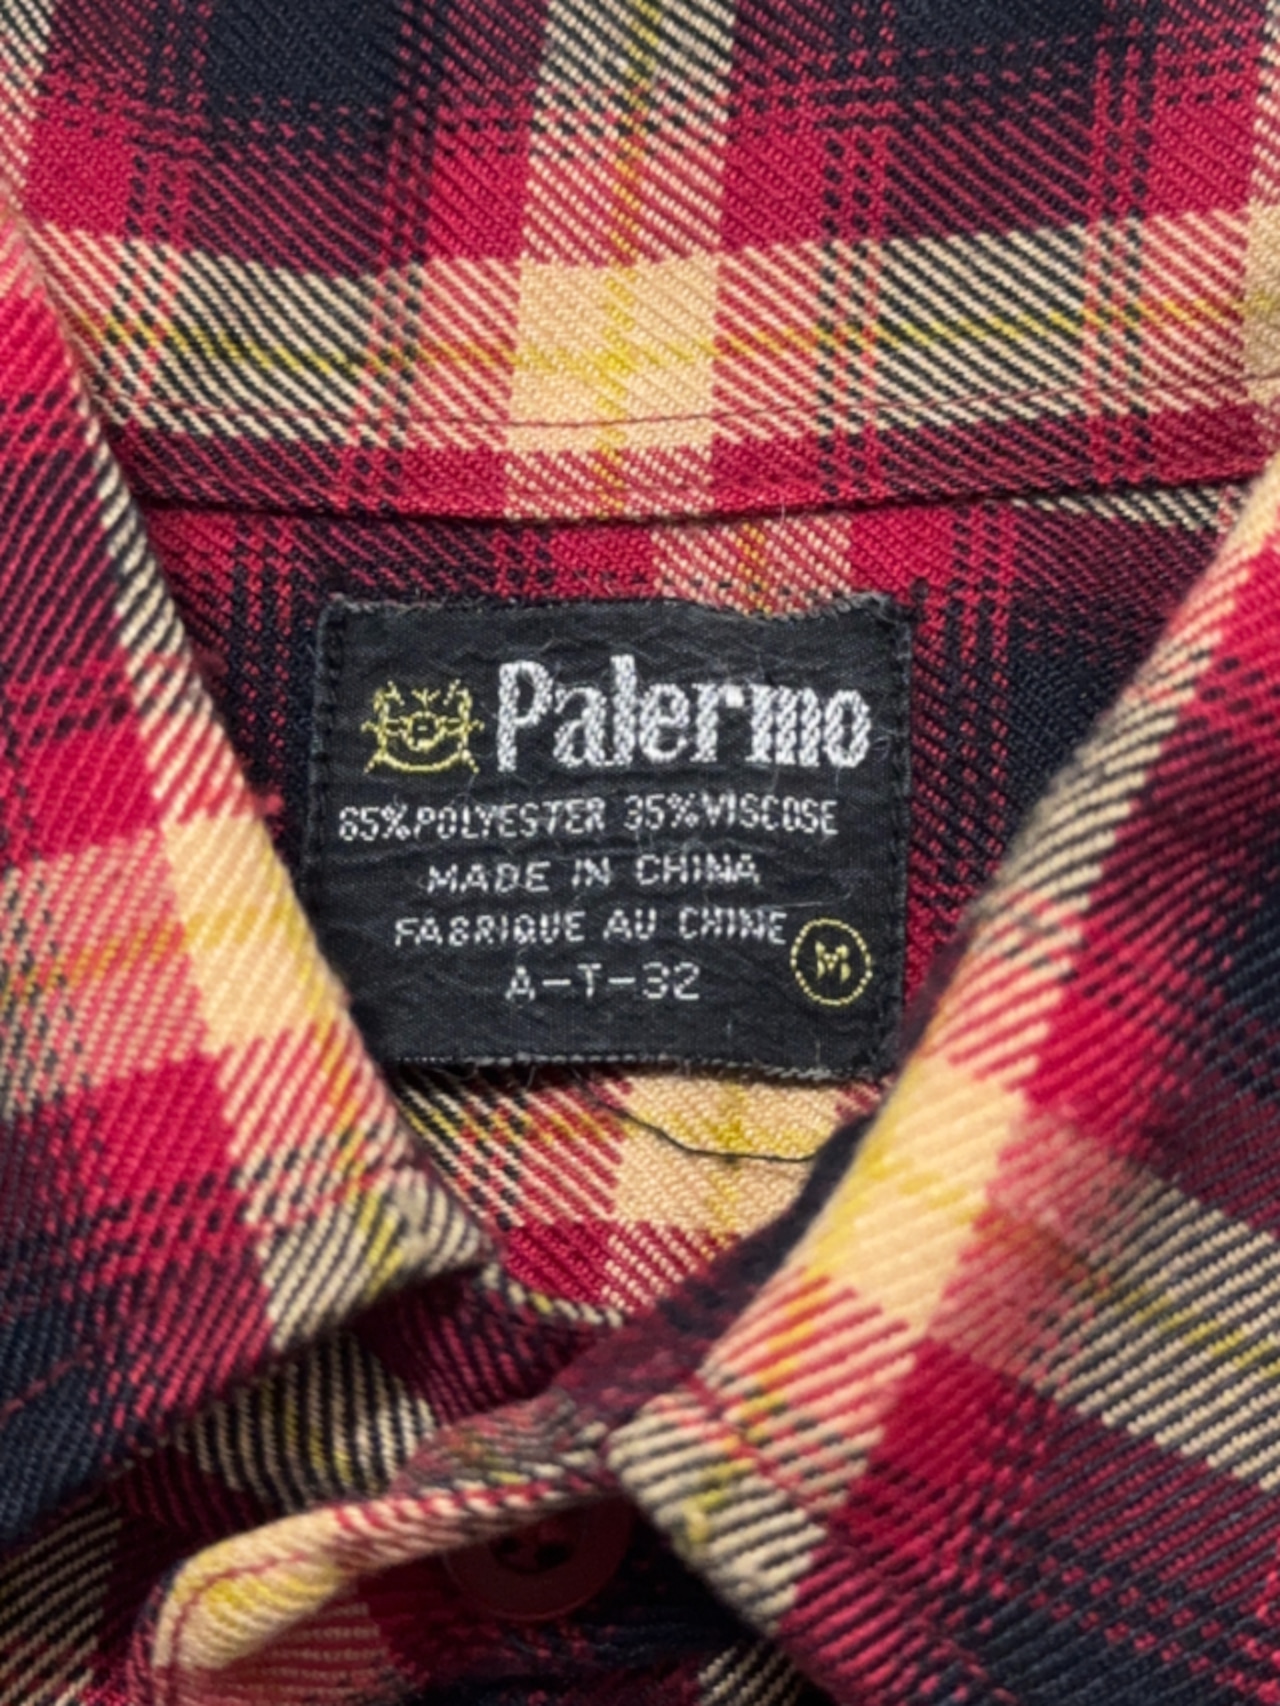 Palermo
65%POLYESTER 35%VISCOSE
MADE IN CHINA
FABRIQUE AU CHINE
M
A-T-32